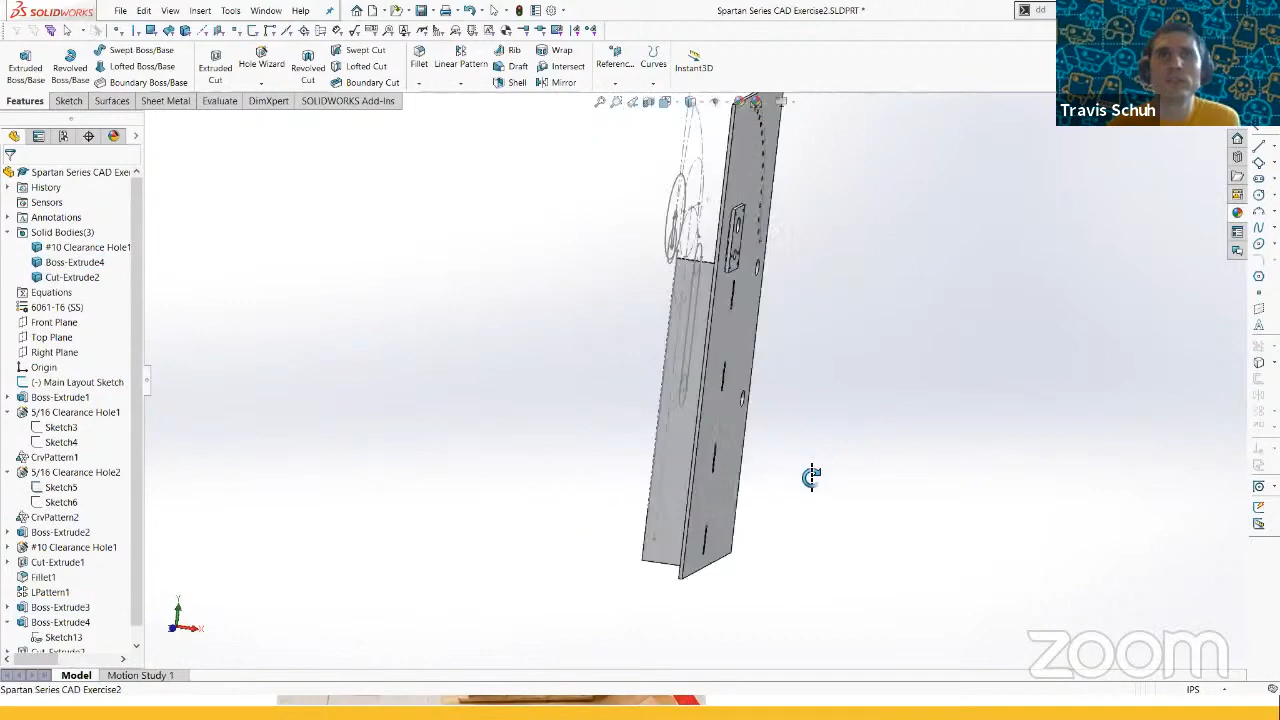 SOLIDWORKS File Edit View Insert Tools Window Help
Spartan Series CAD Exercise2.SLDPRT *
dd
Extruded Boss/Base
Revolved Boss/Base
Swept Boss/Base
Lofted Boss/Base
Boundary Boss/Base
Extruded Cut
Hole Wizard
Revolved Cut
Swept Cut
Lofted Cut
Boundary Cut
Fillet
Linear Pattern
Rib
Draft
Shell
Wrap
Intersect
Mirror
Referenc...
Curves
Instant3D
Features Sketch Surfaces Sheet Metal Evaluate DimXpert SOLIDWORKS Add-Ins
Travis Schuh
Spartan Series CAD Exer
History
Sensors
Annotations
Solid Bodies(3)
#10 Clearance Hole1
Boss-Extrude4
Cut-Extrude2
Equations
6061-T6 (SS)
Front Plane
Top Plane
Right Plane
Origin
(-) Main Layout Sketch
Boss-Extrude1
5/16 Clearance Hole1
Sketch3
Sketch4
CrvPattern1
5/16 Clearance Hole2
Sketch5
Sketch6
CrvPattern2
Boss-Extrude2
#10 Clearance Hole1
Cut-Extrude1
Fillet1
LPattern1
Boss-Extrude3
Boss-Extrude4
Sketch13
Y
X
zoom
Model Motion Study 1
Spartan Series CAD Exercise2
IPS